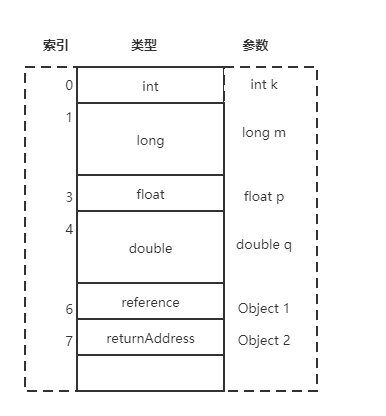 索引 类型 参数
0 int int k
1
long long m
3 float float p
4
double double q
6 reference Object 1
7 returnAddress Object 2